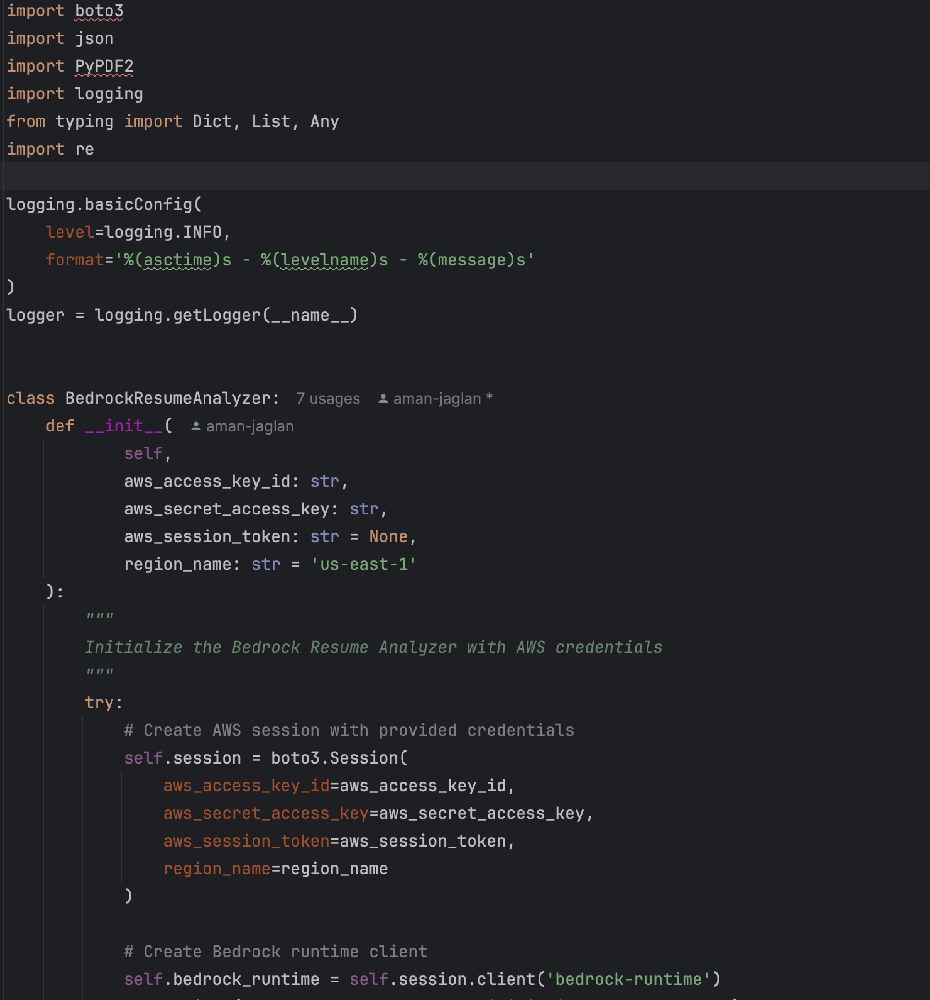 import boto3
import json
import PyPDF2
import logging
from typing import Dict, List, Any
import re

logging.basicConfig(
    level=logging.INFO,
    format='%(asctime)s - %(levelname)s - %(message)s'
)
logger = logging.getLogger(__name__)


class BedrockResumeAnalyzer:  7 usages  aman-jaglan *
    def __init__(  aman-jaglan
            self,
            aws_access_key_id: str,
            aws_secret_access_key: str,
            aws_session_token: str = None,
            region_name: str = 'us-east-1'
    ):
        """
        Initialize the Bedrock Resume Analyzer with AWS credentials
        """
        try:
            # Create AWS session with provided credentials
            self.session = boto3.Session(
                aws_access_key_id=aws_access_key_id,
                aws_secret_access_key=aws_secret_access_key,
                aws_session_token=aws_session_token,
                region_name=region_name
            )

            # Create Bedrock runtime client
            self.bedrock_runtime = self.session.client('bedrock-runtime')